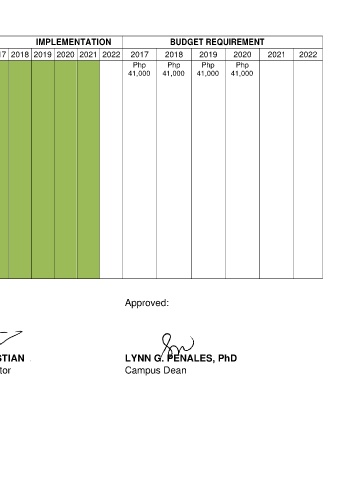 IMPLEMENTATION BUDGET REQUIREMENT
17 2018 2019 2020 2021 2022 2017 2018 2019 2020 2021 2022
Php Php Php Php
41,000 41,000 41,000 41,000
Approved:
STIAN LYNN G. PENALES, PhD
tor Campus Dean